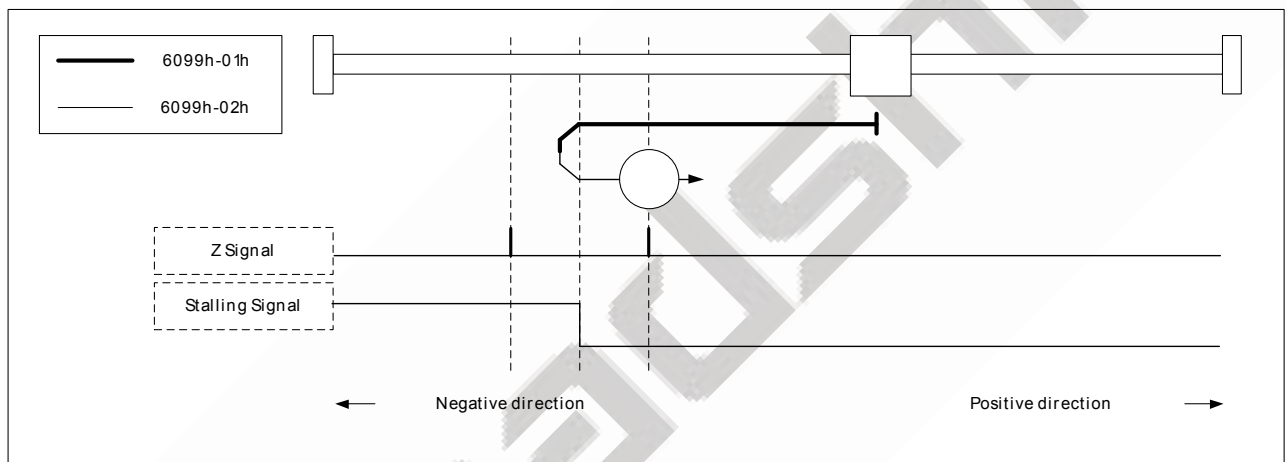 6099h-01h
6099h-02h
Z Signal
Stalling Signal
Negative direction
Positive direction